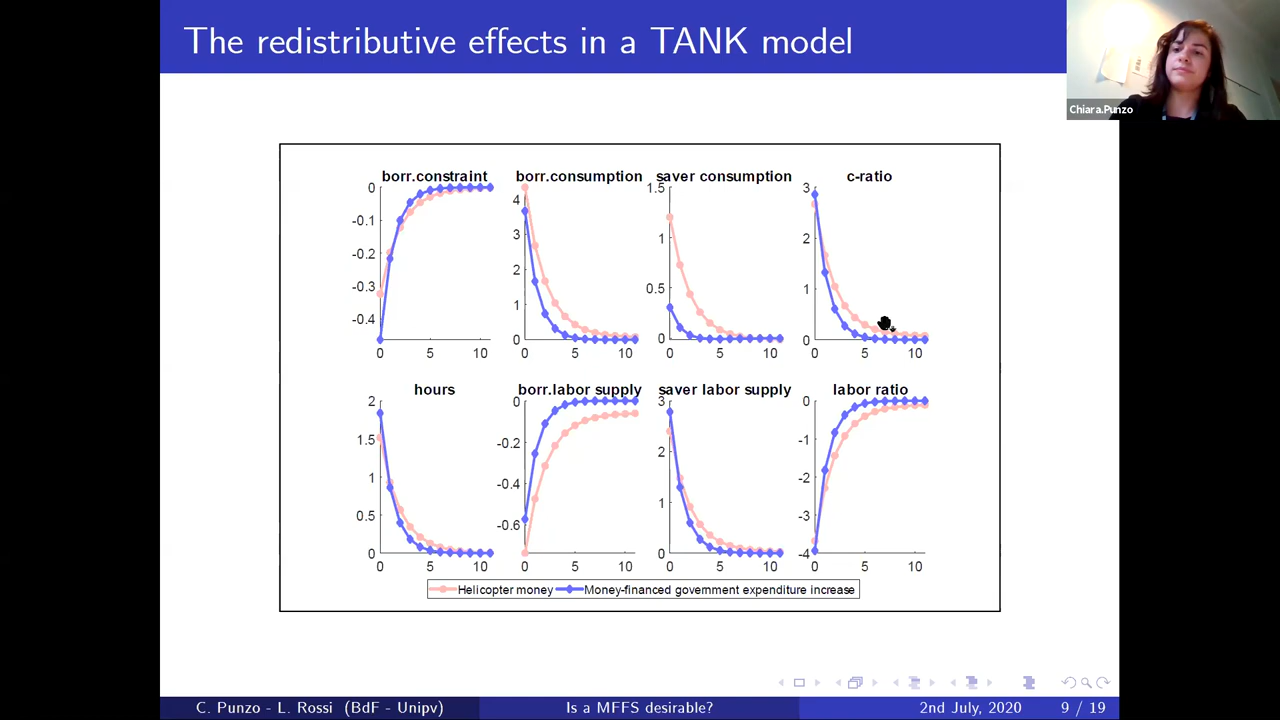 The redistributive effects in a TANK model
Chiara.Punzo
borr.constraint borr.consumption saver consumption c-ratio
0
-0.1
-0.2
-0.3
-0.4
0 5 10
4
3
2
1
0
0 5 10
1.5
1
0.5
0
0 5 10
3
2
1
0
0 5 10
hours borr.labor supply saver labor supply labor ratio
2
1.5
1
0.5
0
0 5 10
0
-0.2
-0.4
-0.6
0 5 10
3
2
1
0
0 5 10
0
-1
-2
-3
-4
0 5 10
Helicopter money Money-financed government expenditure increase
C. Punzo - L. Rossi (BdF - Unipv) Is a MFFS desirable? 2nd July, 2020 9 / 19